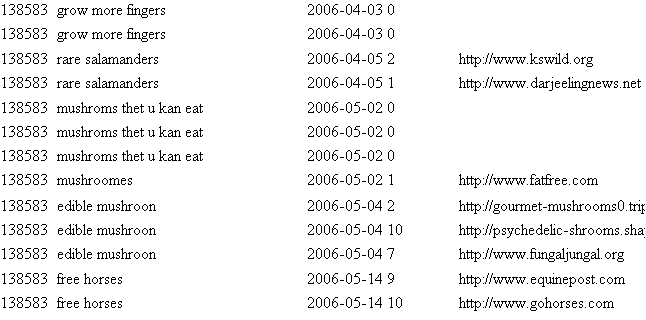 138583 grow more fingers 2006-04-03 0
138583 grow more fingers 2006-04-03 0
138583 rare salamanders 2006-04-05 2 http://www.kswild.org
138583 rare salamanders 2006-04-05 1 http://www.darjeelingnews.net
138583 mushroms thet u kan eat 2006-05-02 0
138583 mushroms thet u kan eat 2006-05-02 0
138583 mushroms thet u kan eat 2006-05-02 0
138583 mushroomes 2006-05-02 1 http://www.fatfree.com
138583 edible mushroon 2006-05-04 2 http://gourmet-mushrooms0.trip
138583 edible mushroon 2006-05-04 10 http://psychedelic-shrooms.sha
138583 edible mushroon 2006-05-04 7 http://www.fungaljungal.org
138583 free horses 2006-05-14 9 http://www.equinepost.com
138583 free horses 2006-05-14 10 http://www.gohorses.com